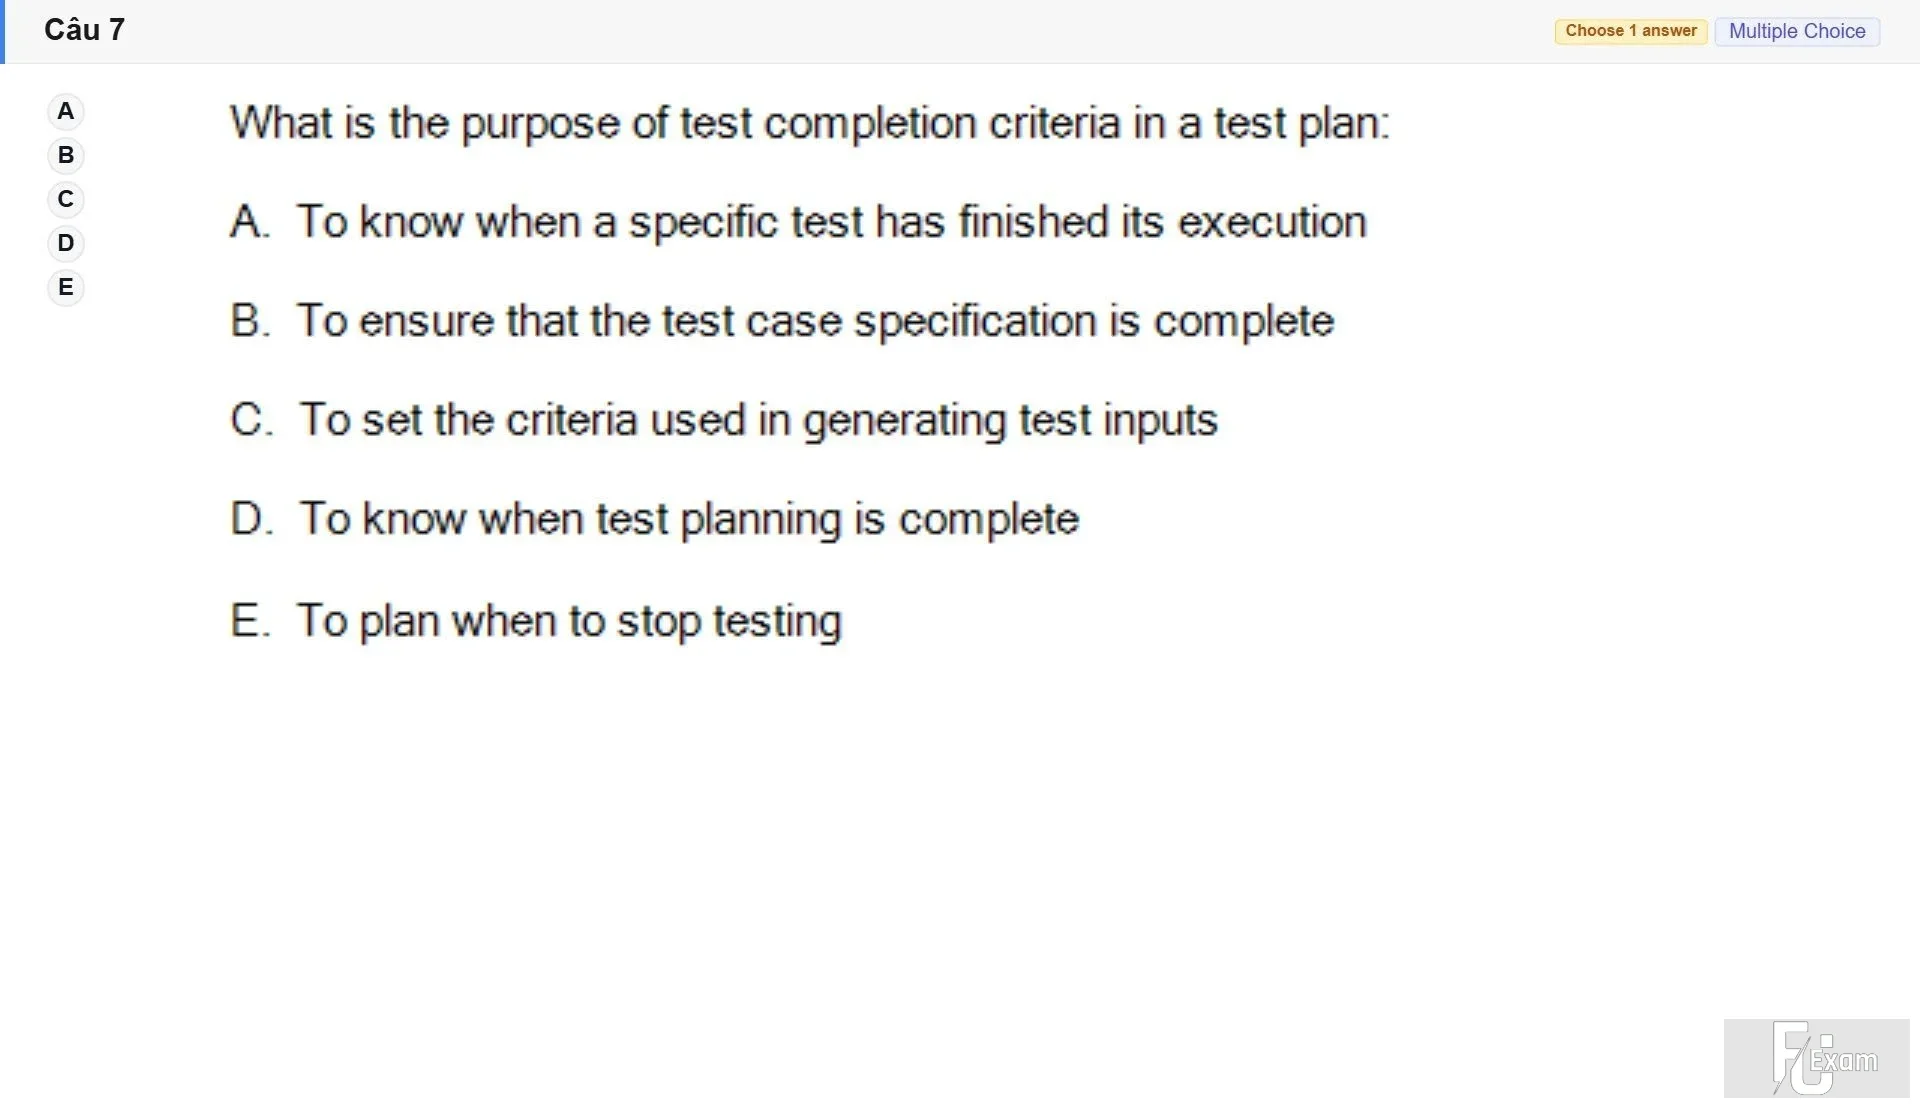 Câu 7
Choose 1 answer
Multiple Choice
A
B
C
D
E
What is the purpose of test completion criteria in a test plan:
A. To know when a specific test has finished its execution
B. To ensure that the test case specification is complete
C. To set the criteria used in generating test inputs
D. To know when test planning is complete
E. To plan when to stop testing
FU Exam